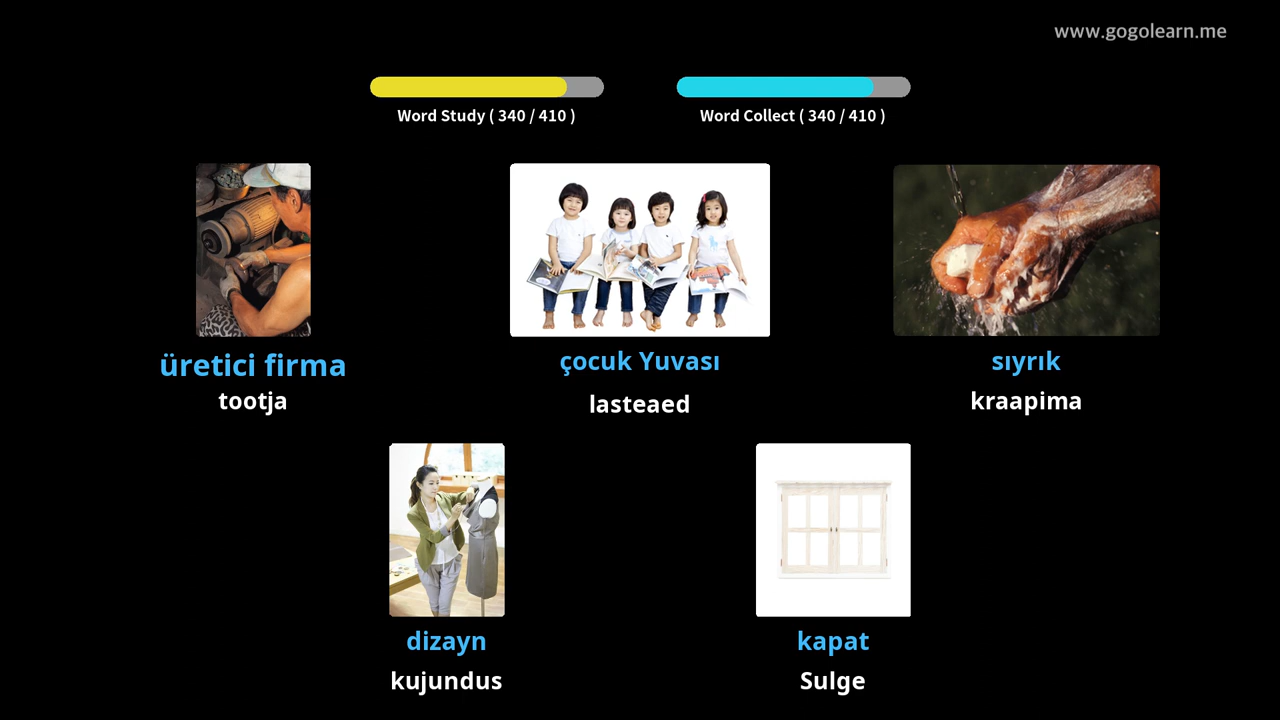 www.gogolearn.me
Word Study ( 340 / 410 )
Word Collect ( 340 / 410 )
üretici firma
tootja
çocuk Yuvası
lasteaed
sıyrık
kraapima
dizayn
kujundus
kapat
Sulge